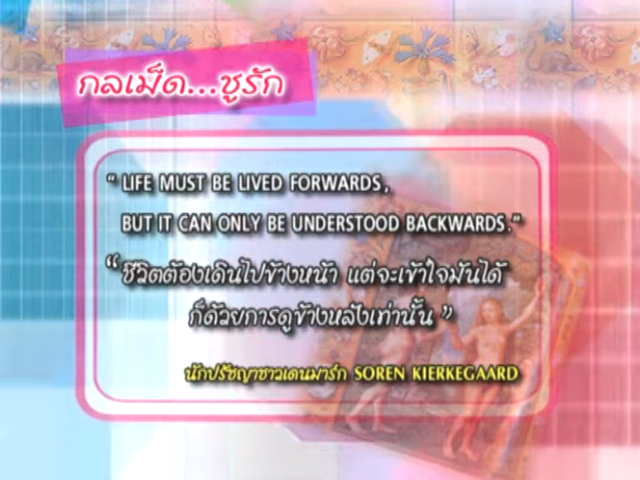 กลเม็ด...ชูรัก
“ LIFE MUST BE LIVED FORWARDS,
BUT IT CAN ONLY BE UNDERSTOOD BACKWARDS.”
“ ชีวิตต้องเดินไปข้างหน้า แต่จะเข้าใจมันได้
ก็ด้วยการดูข้างหลังเท่านั้น ”
นักปรัชญาชาวเดนมาร์ก SOREN KIERKEGAARD